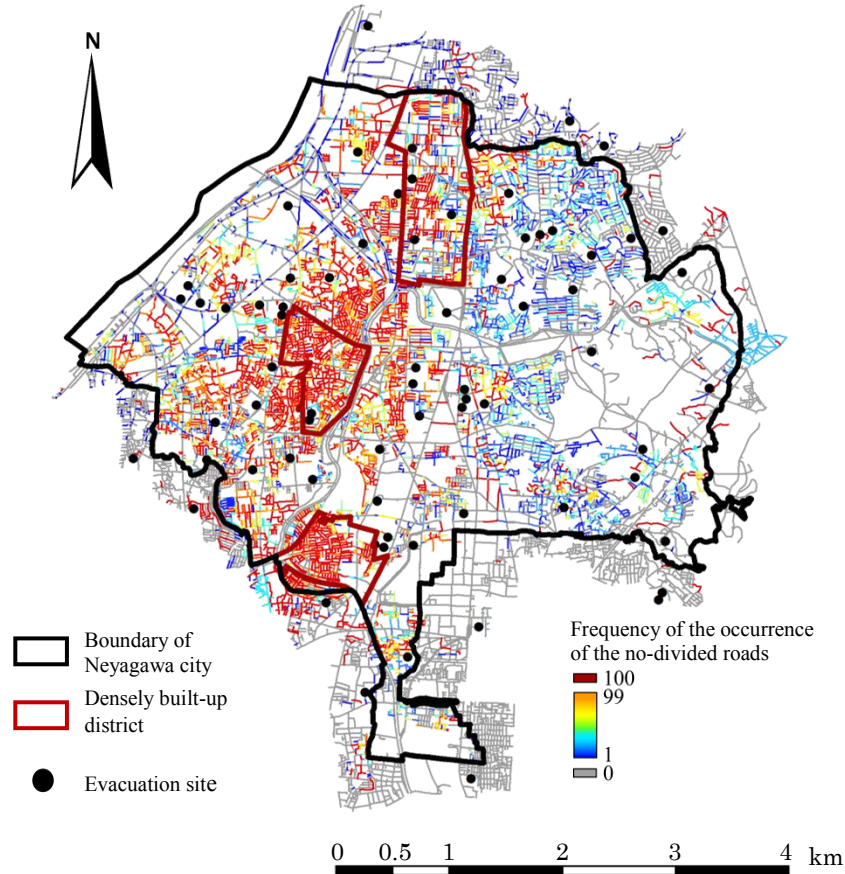 N
Boundary of
Neyagawa city
Densely built-up
district
Evacuation site
Frequency of the occurrence
of the no-divided roads
100
99
1
0
0 0.5 1 2 3 4 km